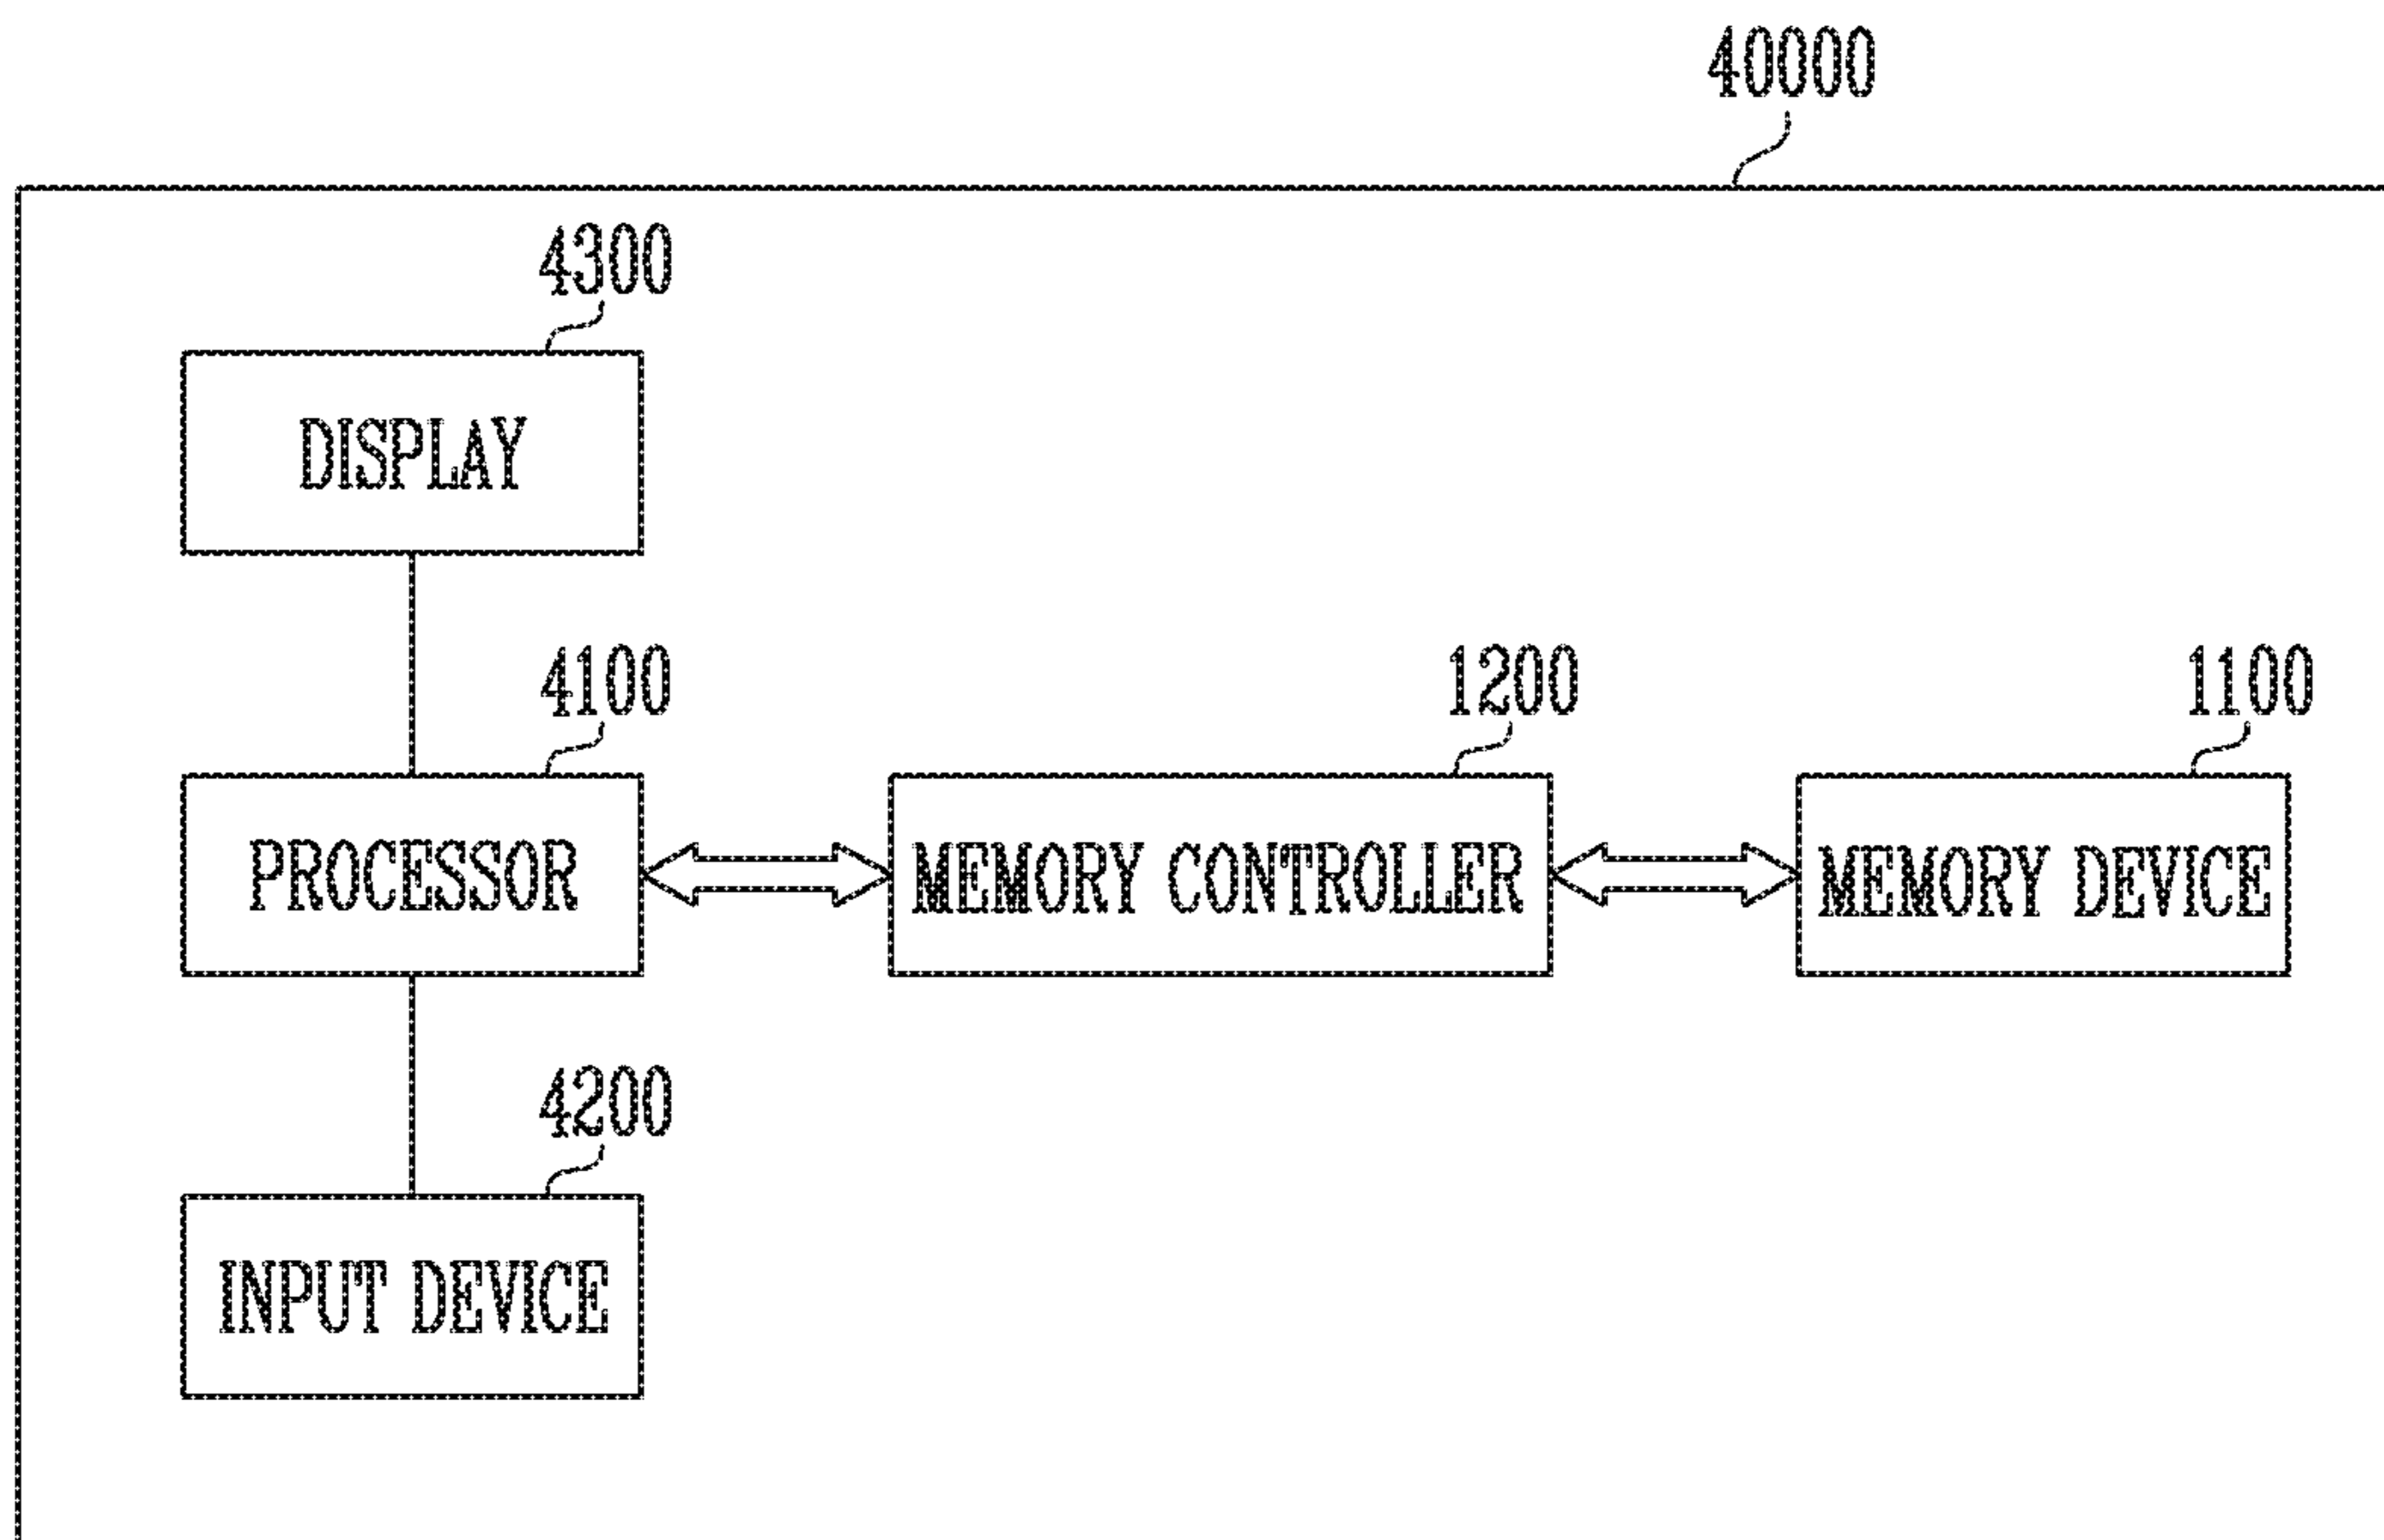 40000
4300
DISPLAY
4100
1200
1100
PROCESSOR
MEMORY CONTROLLER
MEMORY DEVICE
4200
INPUT DEVICE